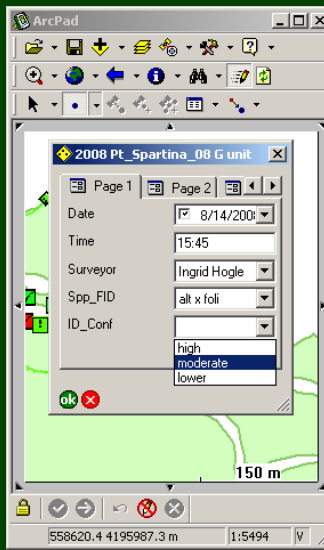 ArcPad
2008 Pt_Spartina_08 G unit
Page 1 Page 2
Date 8/14/200
Time 15:45
Surveyor Ingrid Hogle
Spp_FID alt x foli
ID_Conf
high
moderate
lower
ok
150 m
558620.4 4195987.3 m 1:5494 V